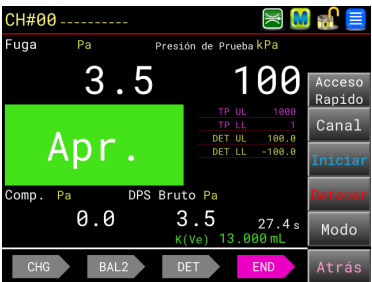 CH#00 ----------
M
Fuga Pa Presión de Prueba kPa
3.5 100
TP UL 1000
TP LL 1
DET UL 100.0
DET LL -100.0
Apr.
Comp. Pa DPS Bruto Pa
0.0 3.5 27.4 s
K(Ve) 13.000 mL
CHG BAL2 DET END
Acceso
Rapido
Canal
Iniciar
Detener
Modo
Atrás